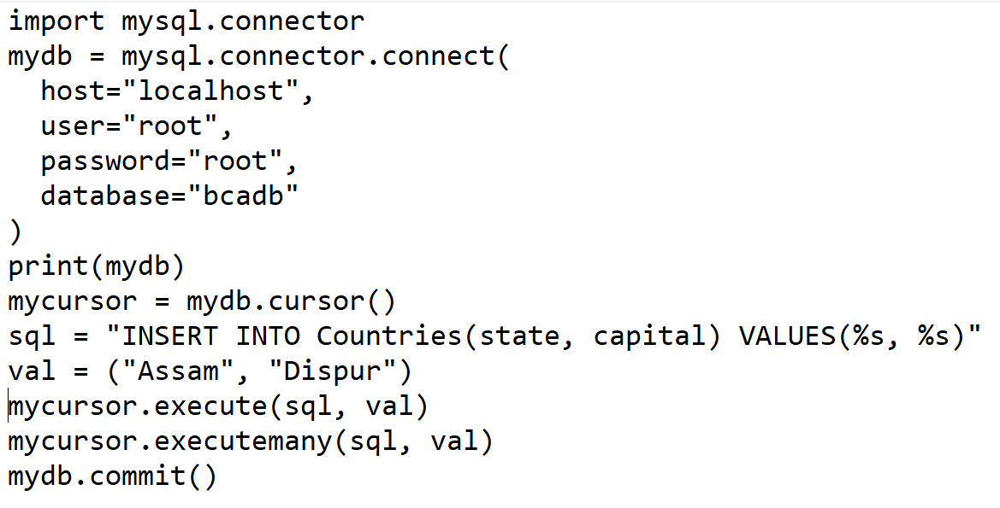 import mysql.connector
mydb = mysql.connector.connect(
  host="localhost",
  user="root",
  password="root",
  database="bcadb"
)
print(mydb)
mycursor = mydb.cursor()
sql = "INSERT INTO Countries(state, capital) VALUES(%s, %s)"
val = ("Assam", "Dispur")
mycursor.execute(sql, val)
mycursor.executemany(sql, val)
mydb.commit()